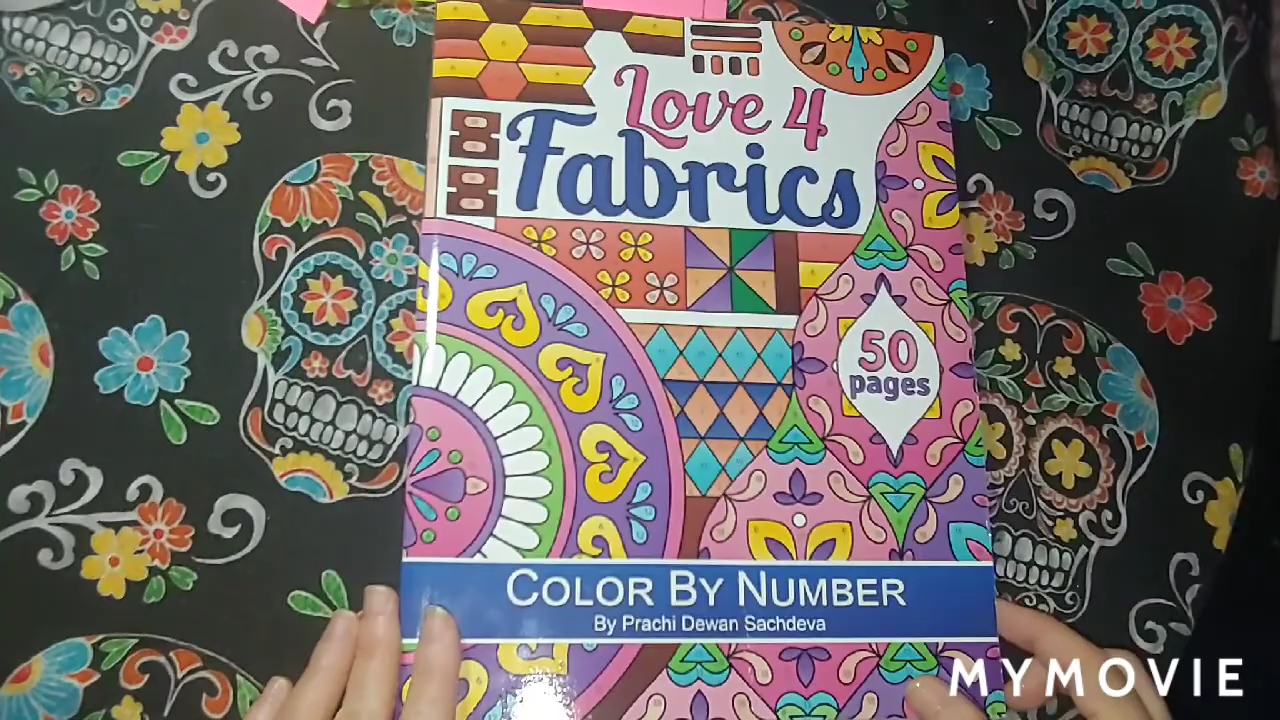 Love 4
Fabrics
50
pages
COLOR BY NUMBER
By Prachi Dewan Sachdeva
MYMOVIE